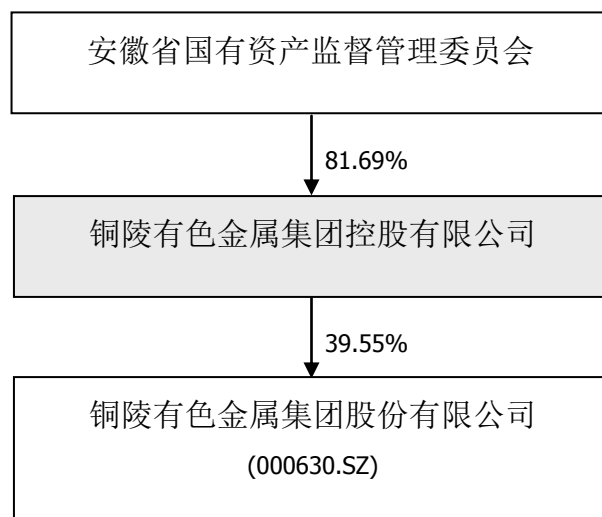 安徽省国有资产监督管理委员会
81.69%
铜陵有色金属集团控股有限公司
39.55%
铜陵有色金属集团股份有限公司
(000630.SZ)